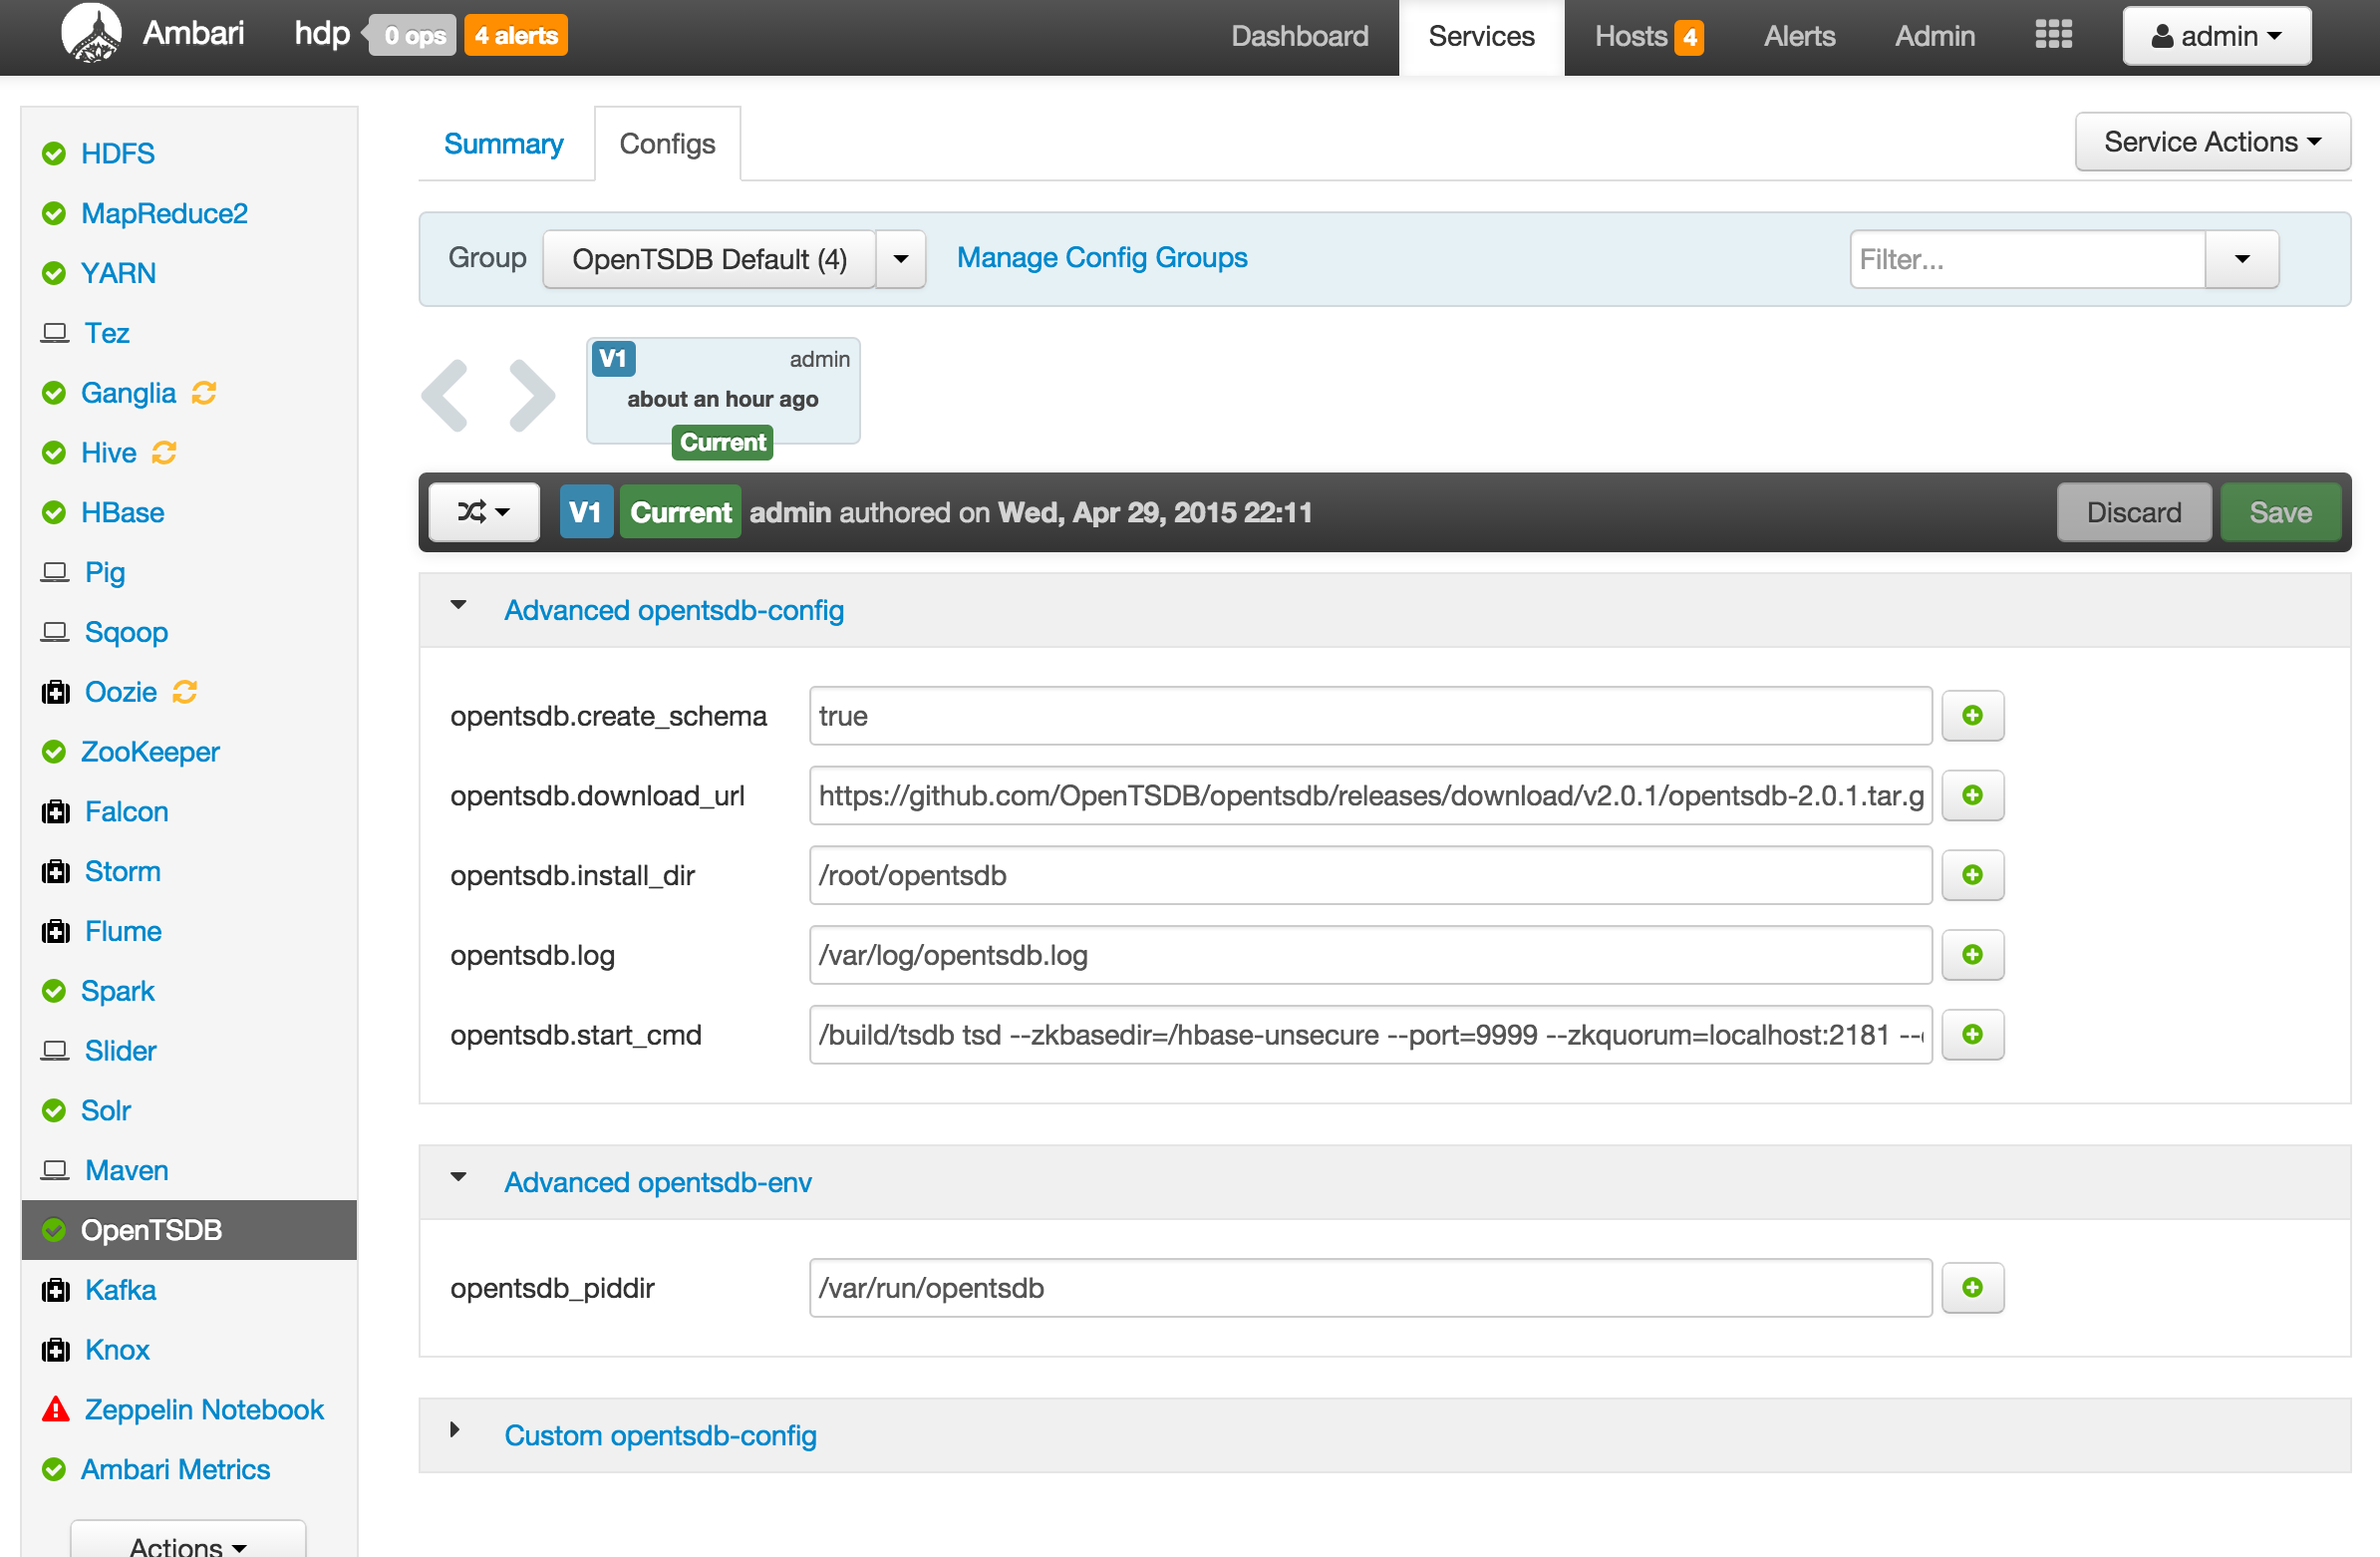 Ambari hdp 0 ops 4 alerts Dashboard Services Hosts 4 Alerts Admin admin
HDFS
MapReduce2
YARN
Tez
Ganglia
Hive
HBase
Pig
Sqoop
Oozie
ZooKeeper
Falcon
Storm
Flume
Spark
Slider
Solr
Maven
OpenTSDB
Kafka
Knox
Zeppelin Notebook
Ambari Metrics
Actions
Summary Configs Service Actions
Group OpenTSDB Default (4) Manage Config Groups Filter...
V1 admin
about an hour ago
Current
V1 Current admin authored on Wed, Apr 29, 2015 22:11 Discard Save
Advanced opentsdb-config
opentsdb.create_schema true
opentsdb.download_url https://github.com/OpenTSDB/opentsdb/releases/download/v2.0.1/opentsdb-2.0.1.tar.g
opentsdb.install_dir /root/opentsdb
opentsdb.log /var/log/opentsdb.log
opentsdb.start_cmd /build/tsdb tsd --zkbasedir=/hbase-unsecure --port=9999 --zkquorum=localhost:2181 --
Advanced opentsdb-env
opentsdb_piddir /var/run/opentsdb
Custom opentsdb-config